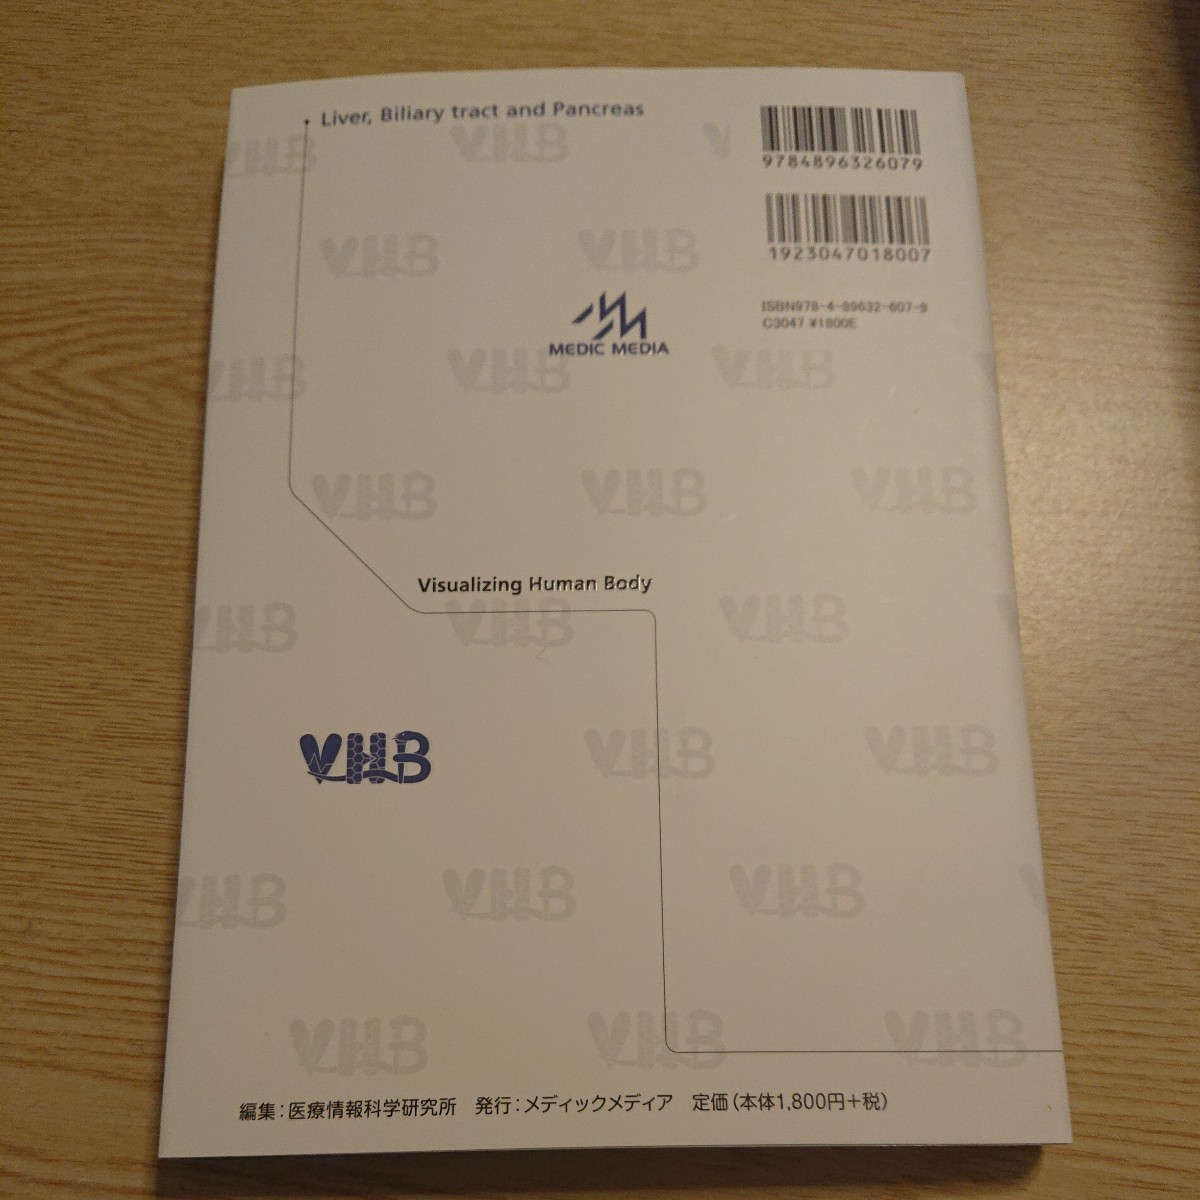 Liver, Biliary tract and Pancreas
9784896326079
1923047018007
ISBN978-4-89632-607-9
C3047 ¥1800E
MEDIC MEDIA
Visualizing Human Body
VHB
編集：医療情報科学研究所　発行：メディックメディア　定価（本体1,800円＋税）